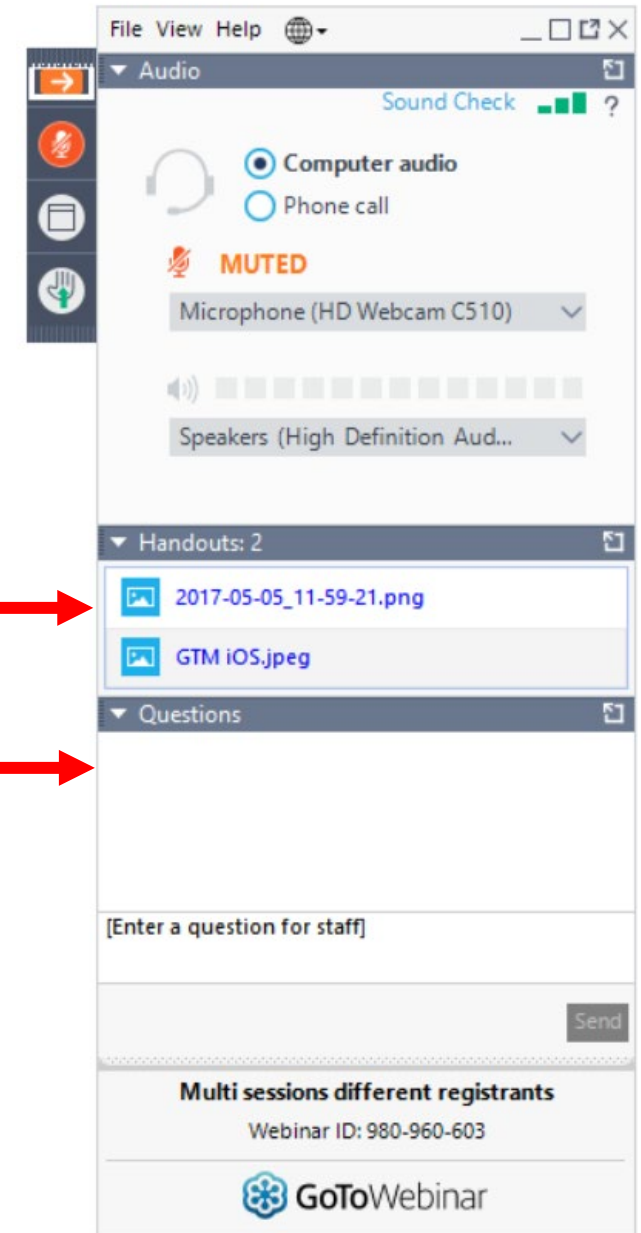 File View Help
Audio
Sound Check ?
Computer audio
Phone call
MUTED
Microphone (HD Webcam C510)
Speakers (High Definition Aud...
Handouts: 2
2017-05-05_11-59-21.png
GTM iOS.jpeg
Questions
[Enter a question for staff]
Send
Multi sessions different registrants
Webinar ID: 980-960-603
GoToWebinar